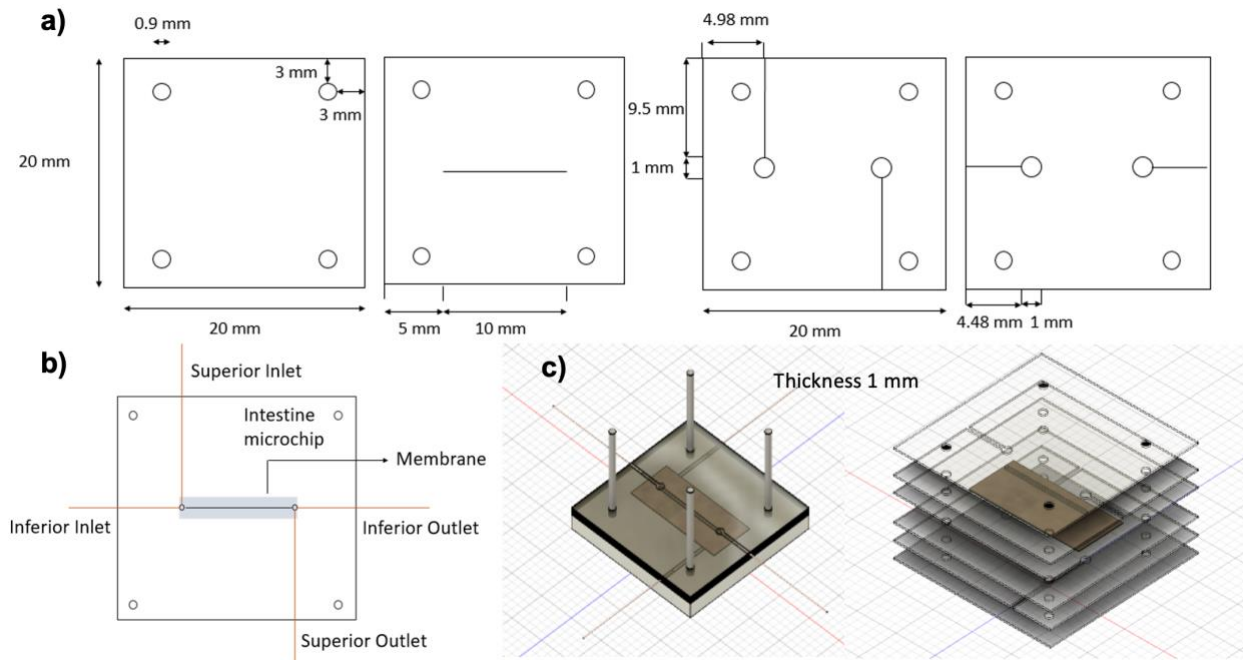 a)
0.9 mm
3 mm
3 mm
20 mm
20 mm
5 mm
10 mm
4.98 mm
9.5 mm
1 mm
20 mm
4.48 mm
1 mm
b)
Superior Inlet
Intestine
microchip
Membrane
Inferior Inlet
Inferior Outlet
Superior Outlet
c)
Thickness 1 mm